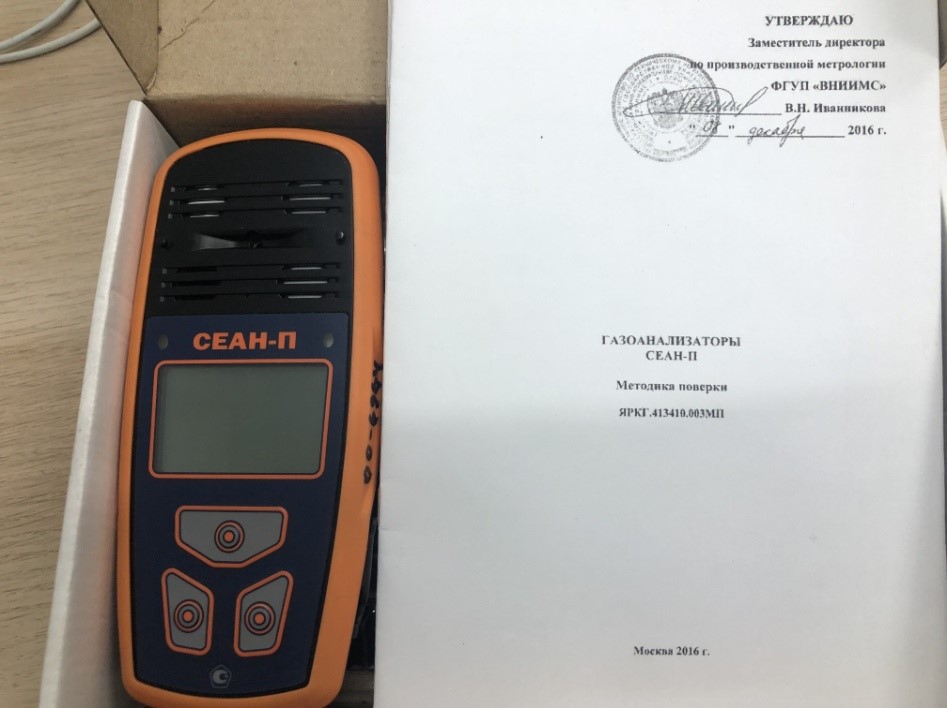 СЕАН-П
УТВЕРЖДАЮ
Заместитель директора
по производственной метрологии
ФГУП «ВНИИМС»
В.Н. Иванникова
" 08 " декабря 2016 г.
ГАЗОАНАЛИЗАТОРЫ
СЕАН-П
Методика поверки
ЯРКГ.413410.003МП
Москва 2016 г.